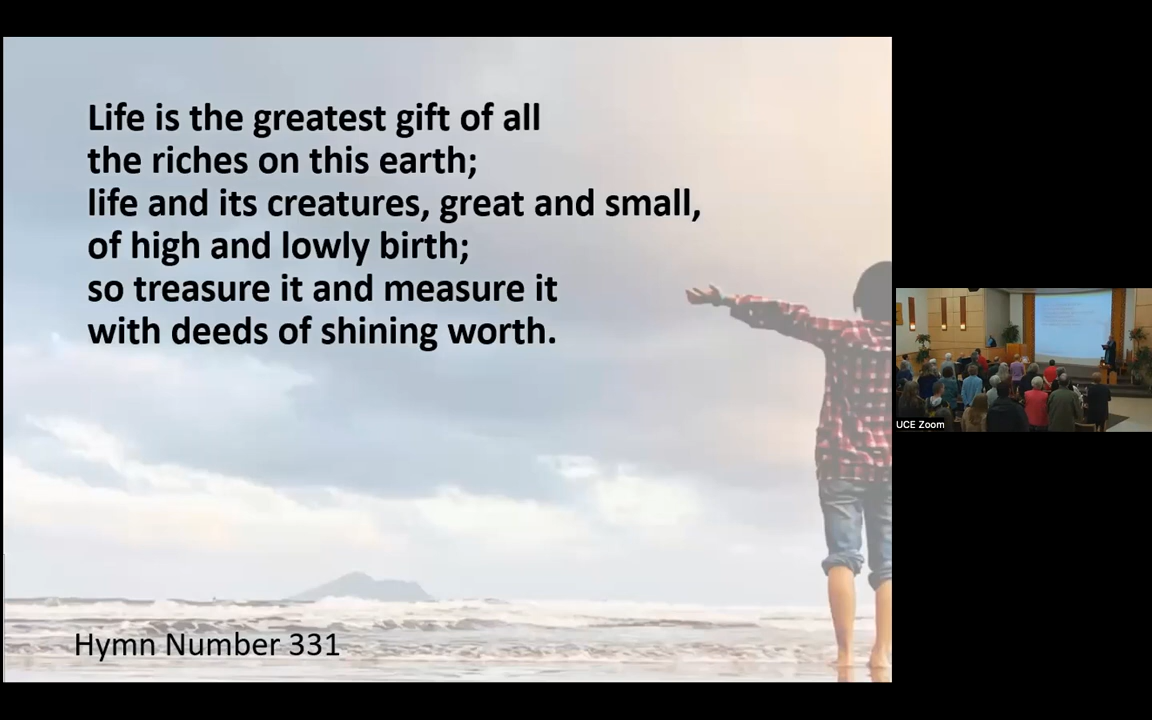 Life is the greatest gift of all
the riches on this earth;
life and its creatures, great and small,
of high and lowly birth;
so treasure it and measure it
with deeds of shining worth.
Hymn Number 331
UCE Zoom